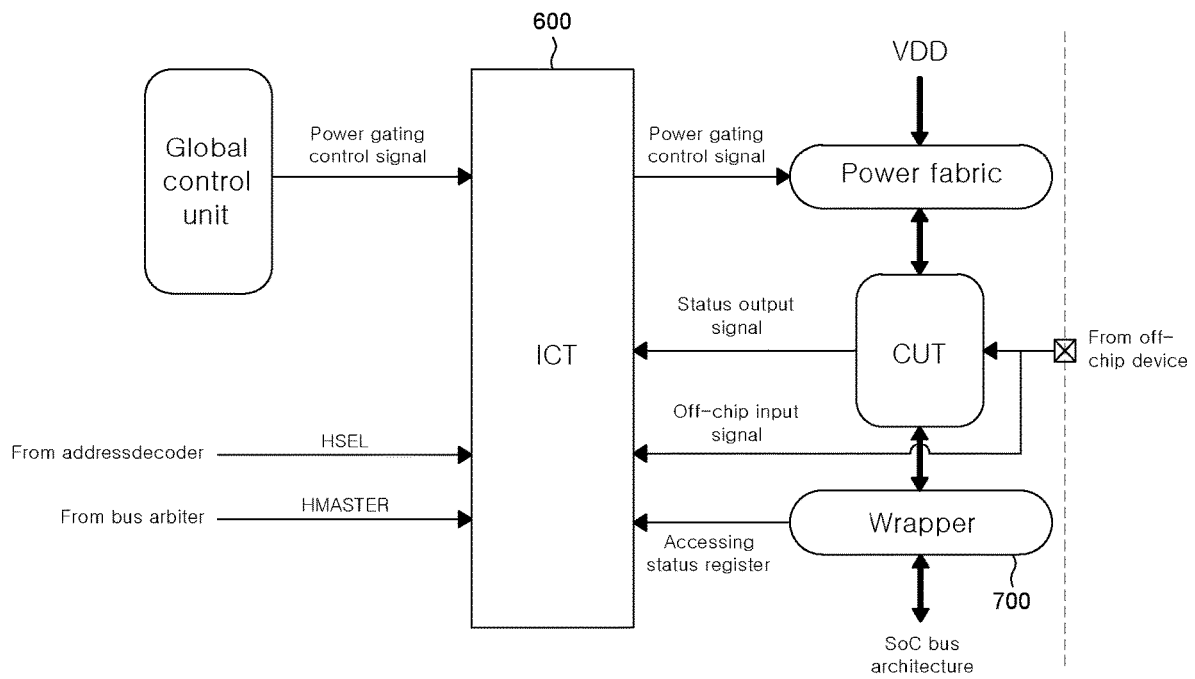 600
VDD
Global
control
unit
Power gating
control signal
Power gating
control signal
Power fabric
Status output
signal
ICT
CUT
From off-
chip device
Off-chip input
signal
From addressdecoder
HSEL
From bus arbiter
HMASTER
Wrapper
Accessing
status register
700
SoC bus
architecture